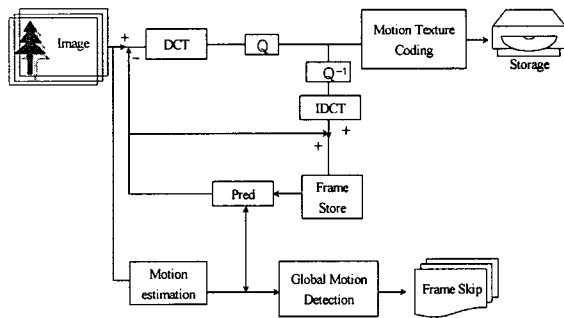 Image
+
−
DCT
Q
Motion Texture
Coding
Storage
Q⁻¹
IDCT
+
+
Pred
Frame
Store
Motion
estimation
Global Motion
Detection
Frame Skip